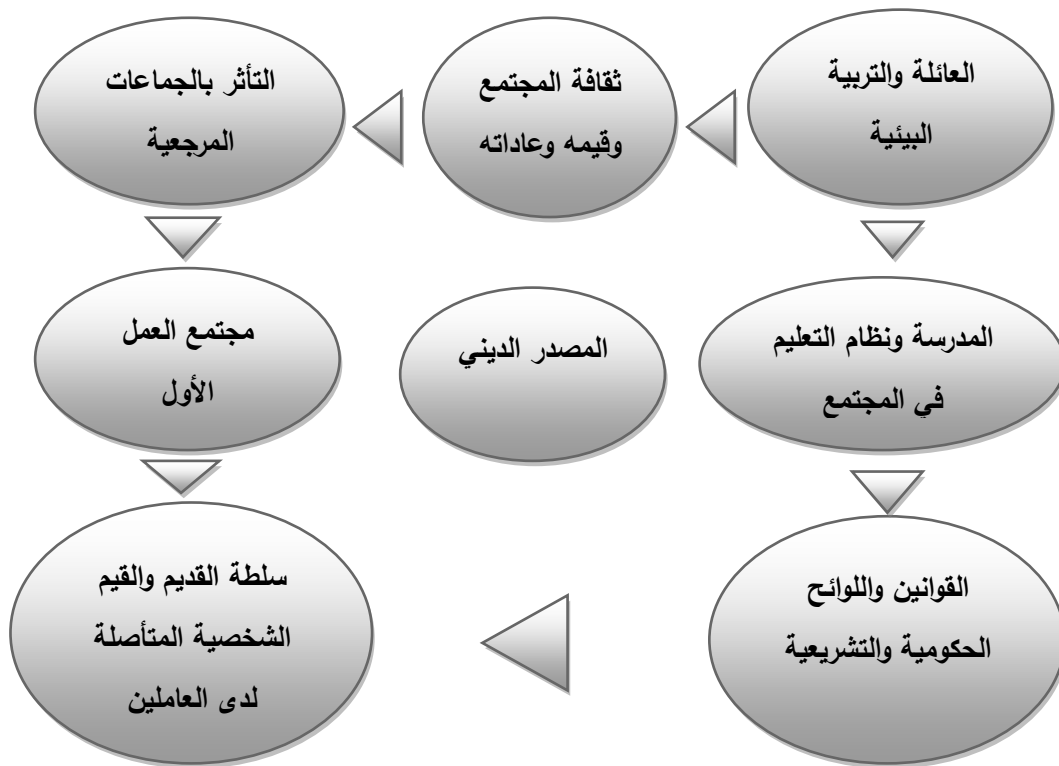 العائلة والتربية
البيئية
ثقافة المجتمع
وقيمه وعاداته
التأثر بالجماعات
المرجعية
المدرسة ونظام التعليم
في المجتمع
المصدر الديني
مجتمع العمل
الأول
القوانين واللوائح
الحكومية والتشريعية
سلطة القديم والقيم
الشخصية المتأصلة
لدى العاملين